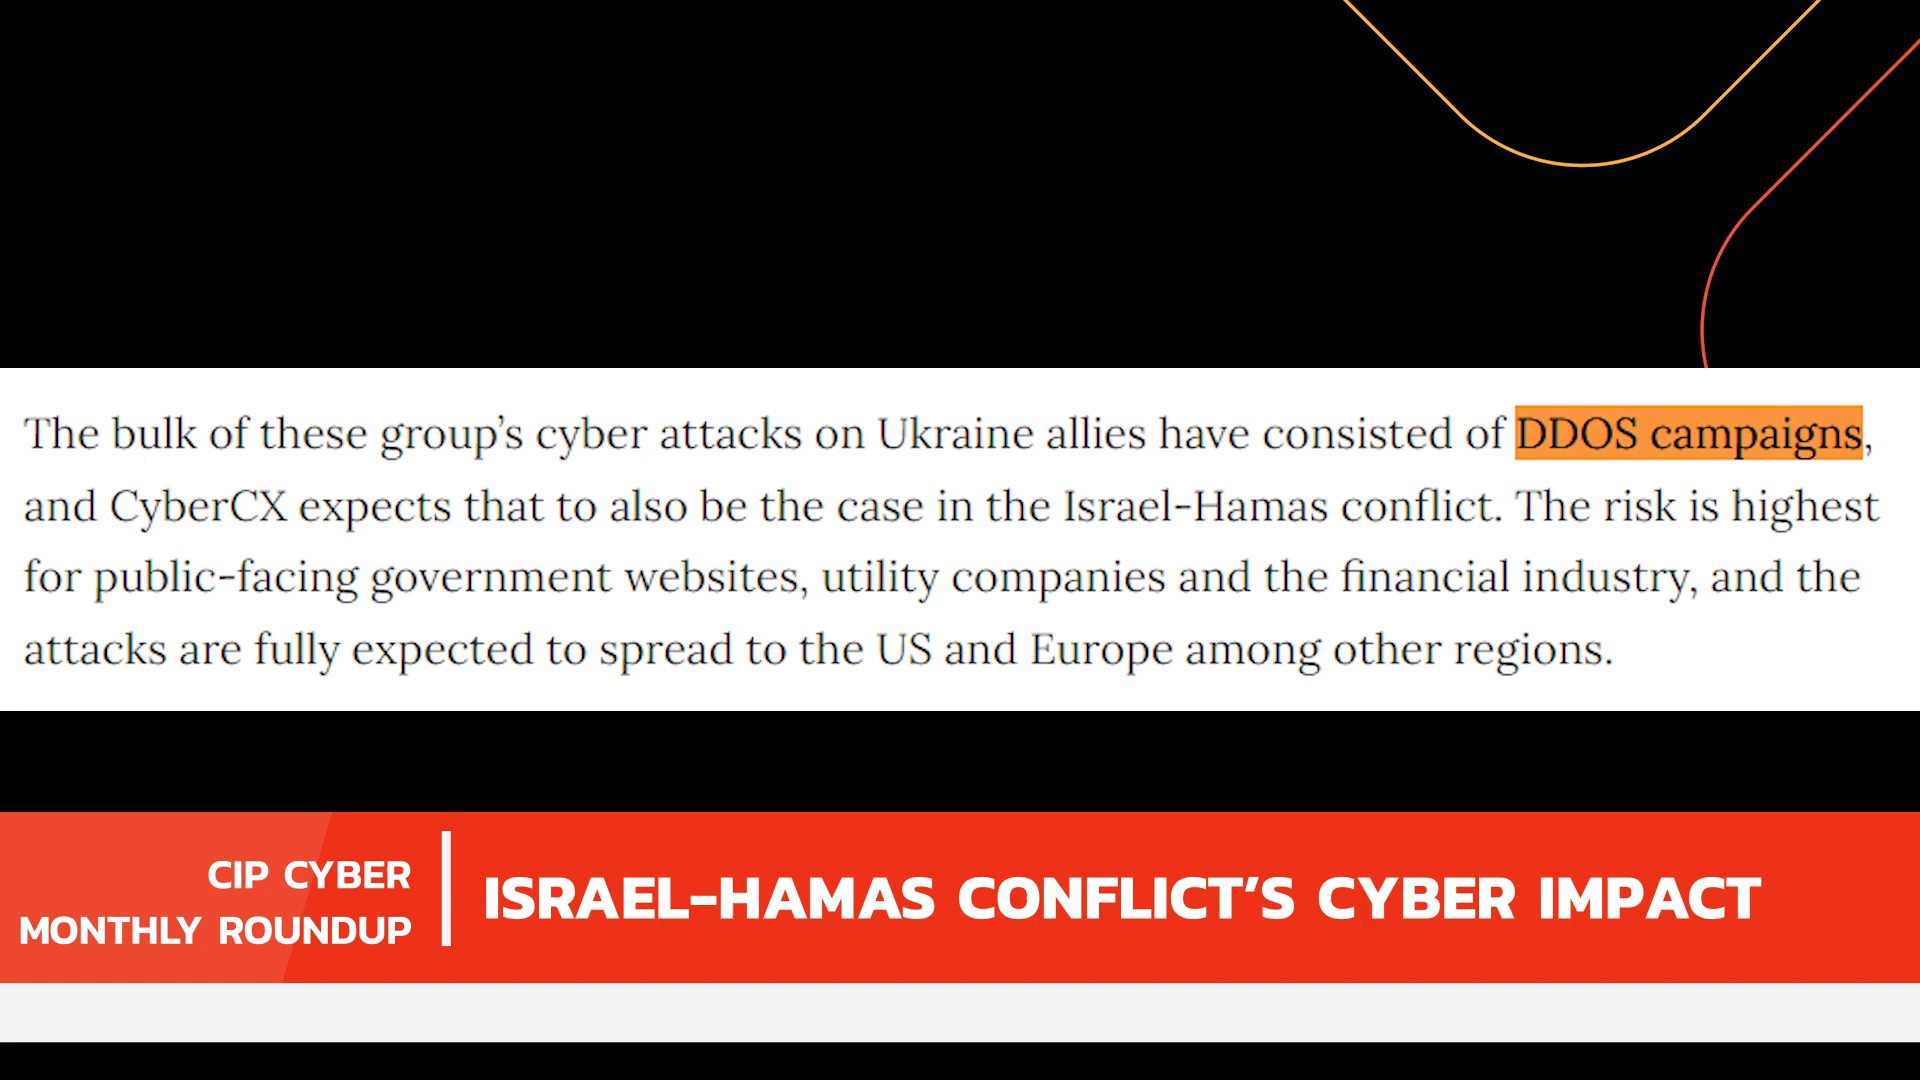 The bulk of these group’s cyber attacks on Ukraine allies have consisted of DDOS campaigns,
and CyberCX expects that to also be the case in the Israel-Hamas conflict. The risk is highest
for public-facing government websites, utility companies and the financial industry, and the
attacks are fully expected to spread to the US and Europe among other regions.
CIP CYBER
MONTHLY ROUNDUP
ISRAEL-HAMAS CONFLICT’S CYBER IMPACT